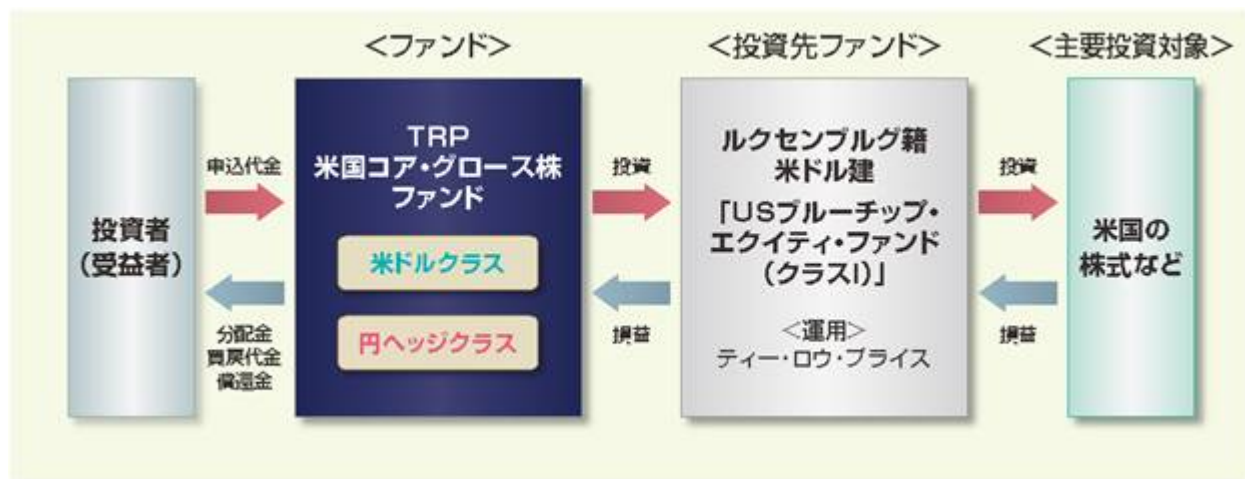 <ファンド>
<投資先ファンド>
<主要投資対象>
投資者
(受益者)
申込代金
分配金
買戻代金
償還金
TRP
米国コア・グロース株
ファンド
米ドルクラス
円ヘッジクラス
投資
損益
ルクセンブルグ籍
米ドル建
「USブルーチップ・
エクイティ・ファンド
(クラスI)」
<運用>
ティー・ロウ・プライス
投資
損益
米国の
株式など